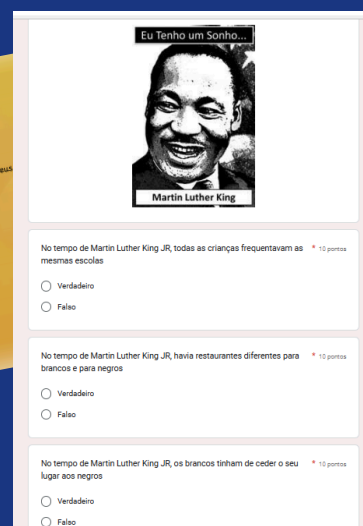 Eu Tenho um Sonho...
Martin Luther King
eus
No tempo de Martin Luther King JR, todas as crianças frequentavam as * 10 pontos
mesmas escolas
Verdadeiro
Falso
No tempo de Martin Luther King JR, havia restaurantes diferentes para * 10 pontos
brancos e para negros
Verdadeiro
Falso
No tempo de Martin Luther King JR, os brancos tinham de ceder o seu * 10 pontos
lugar aos negros
Verdadeiro
Falso